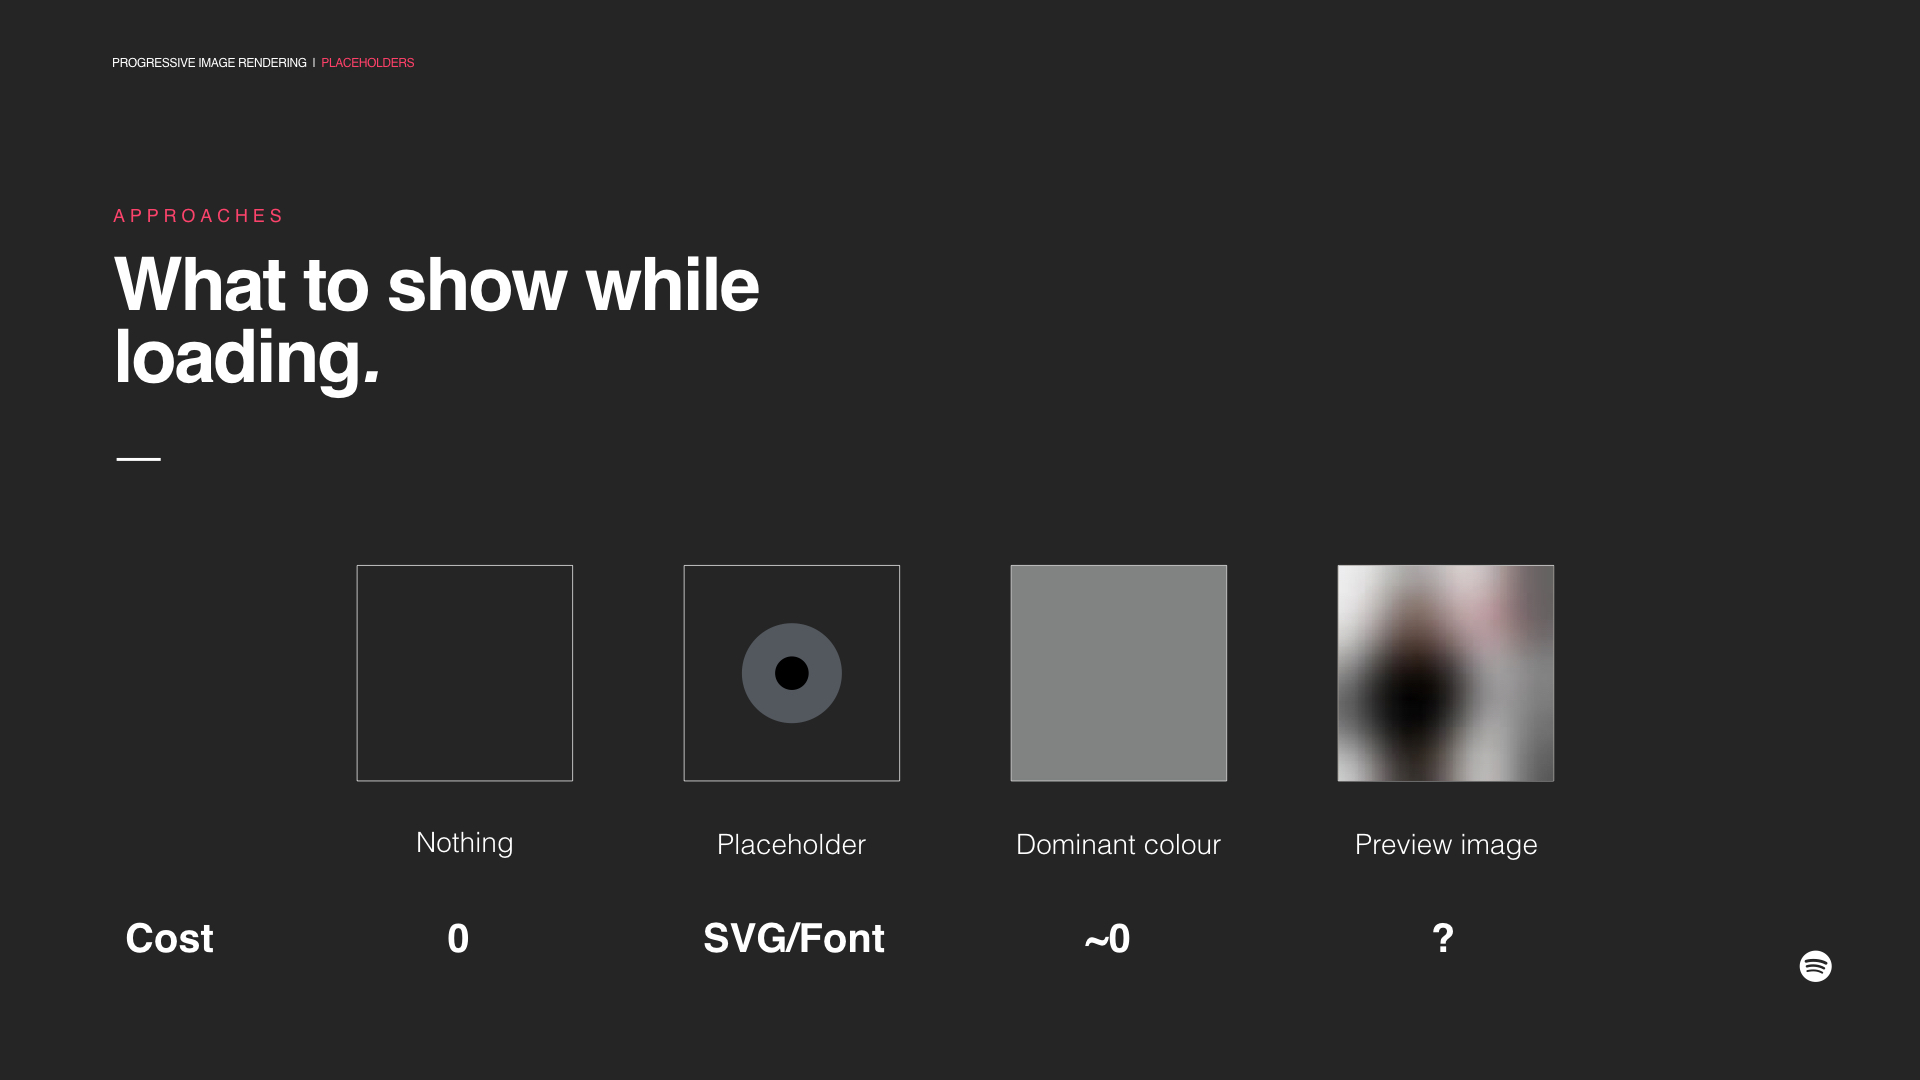 PROGRESSIVE IMAGE RENDERING | PLACEHOLDERS
APPROACHES
What to show while
loading.
Nothing
Placeholder
Dominant colour
Preview image
Cost 0 SVG/Font ~0 ?